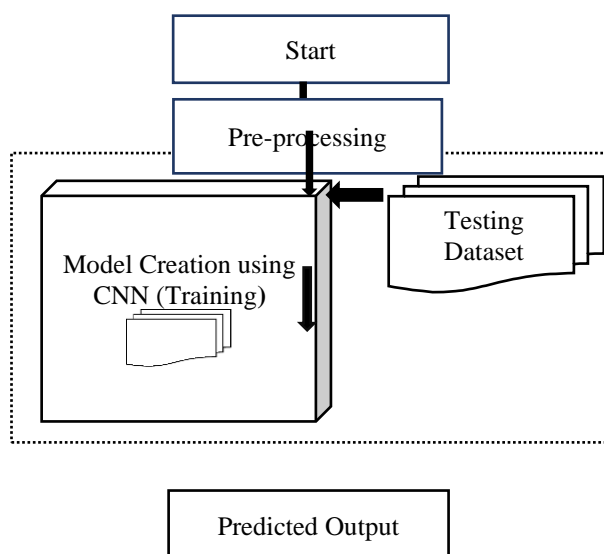 Start
Pre-processing
Testing
Dataset
Model Creation using
CNN (Training)
Predicted Output